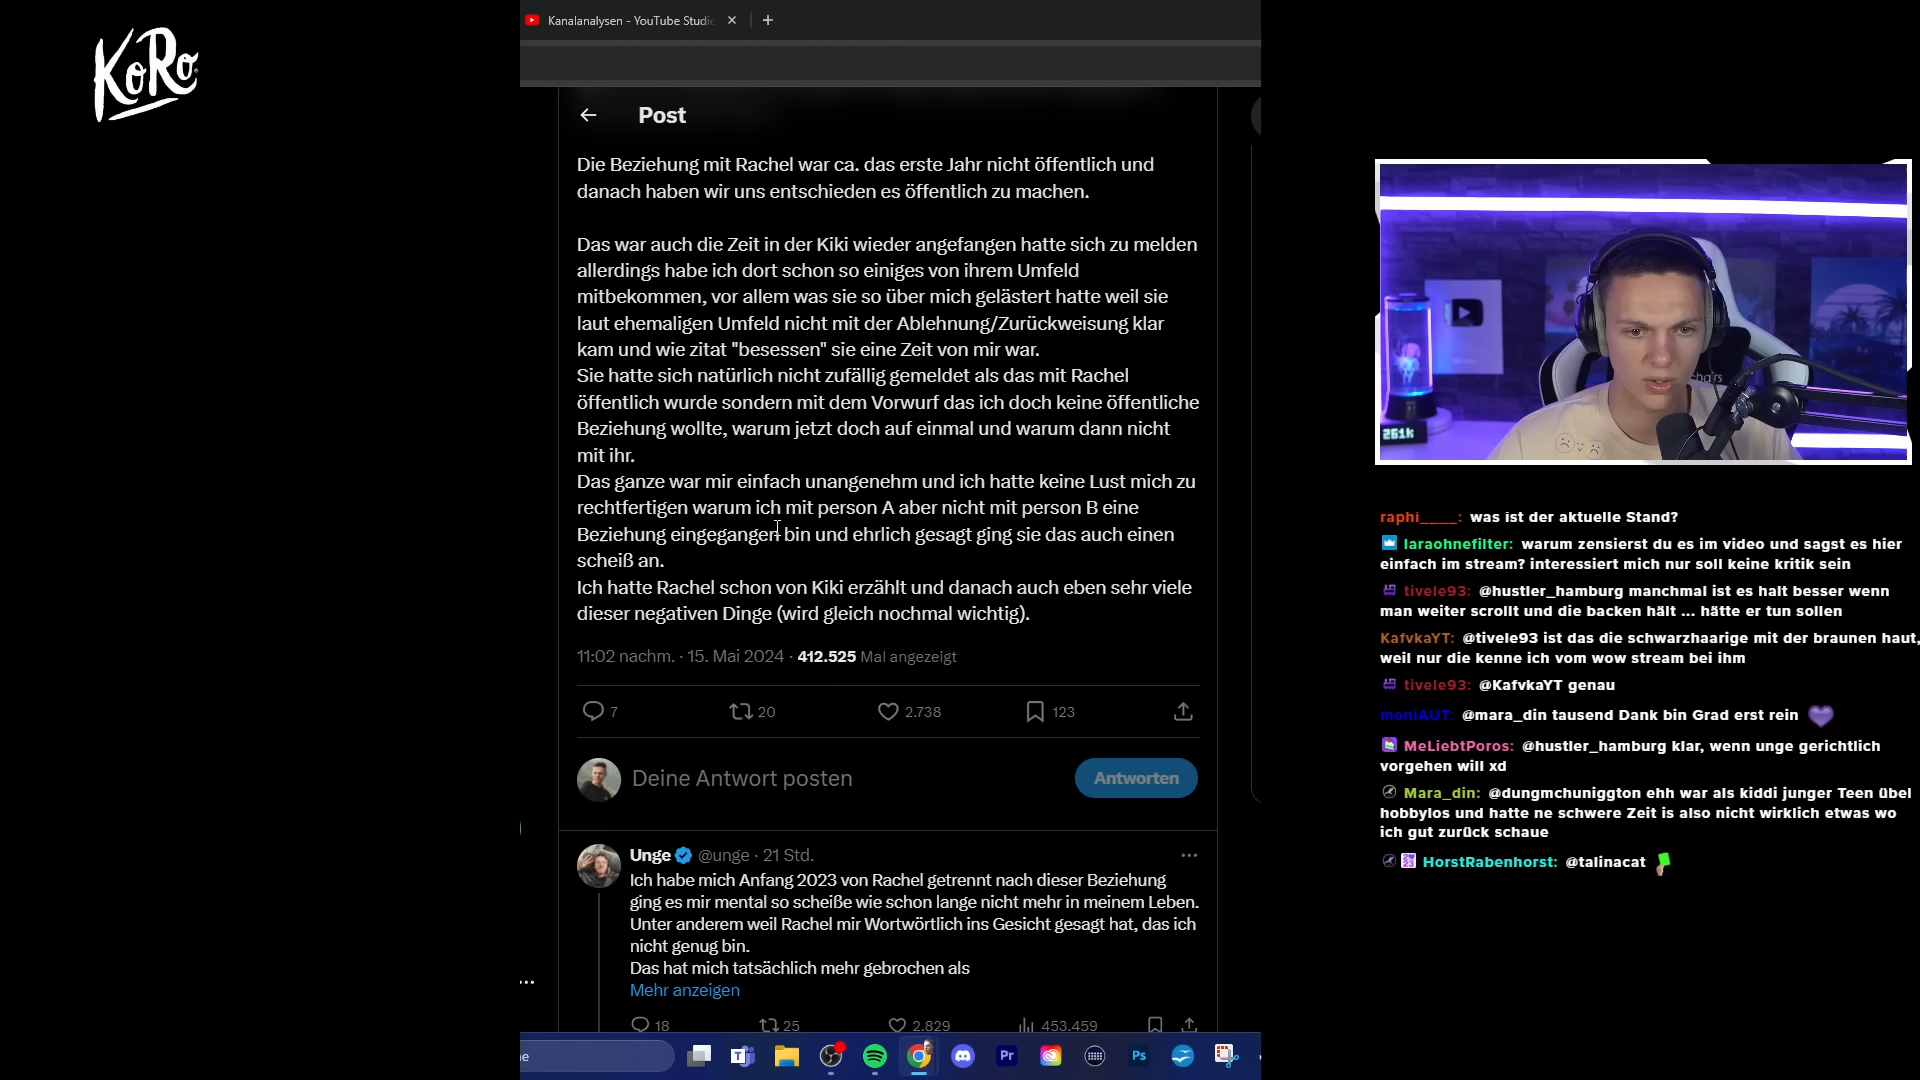 KoRo
Kanalanalysen - YouTube Studio
Post
Die Beziehung mit Rachel war ca. das erste Jahr nicht öffentlich und
danach haben wir uns entschieden es öffentlich zu machen.
Das war auch die Zeit in der Kiki wieder angefangen hatte sich zu melden
allerdings habe ich dort schon so einiges von ihrem Umfeld
mitbekommen, vor allem was sie so über mich gelästert hatte weil sie
laut ehemaligen Umfeld nicht mit der Ablehnung/Zurückweisung klar
kam und wie zitat "besessen" sie eine Zeit von mir war.
Sie hatte sich natürlich nicht zufällig gemeldet als das mit Rachel
öffentlich wurde sondern mit dem Vorwurf das ich doch keine öffentliche
Beziehung wollte, warum jetzt doch auf einmal und warum dann nicht
mit ihr.
Das ganze war mir einfach unangenehm und ich hatte keine Lust mich zu
rechtfertigen warum ich mit person A aber nicht mit person B eine
Beziehung eingegangen bin und ehrlich gesagt ging sie das auch einen
scheiß an.
Ich hatte Rachel schon von Kiki erzählt und danach auch eben sehr viele
dieser negativen Dinge (wird gleich nochmal wichtig).
11:02 nachm. · 15. Mai 2024 · 412.525 Mal angezeigt
7 20 2.738 123
Deine Antwort posten
Antworten
Unge @unge · 21 Std.
Ich habe mich Anfang 2023 von Rachel getrennt nach dieser Beziehung
ging es mir mental so scheiße wie schon lange nicht mehr in meinem Leben.
Unter anderem weil Rachel mir Wortwörtlich ins Gesicht gesagt hat, das ich
nicht genug bin.
Das hat mich tatsächlich mehr gebrochen als
Mehr anzeigen
18 25 2.829 453.459
Pr
Ps
261k
raphi____: was ist der aktuelle Stand?
laraohnefilter: warum zensierst du es im video und sagst es hier
einfach im stream? interessiert mich nur soll keine kritik sein
tivele93: @hustler_hamburg manchmal ist es halt besser wenn
man weiter scrollt und die backen hält ... hätte er tun sollen
KafvkaYT: @tivele93 ist das die schwarzhaarige mit der braunen haut,
weil nur die kenne ich vom wow stream bei ihm
tivele93: @KafvkaYT genau
moniAUT: @mara_din tausend Dank bin Grad erst rein
MeLiebtPoros: @hustler_hamburg klar, wenn unge gerichtlich
vorgehen will xd
Mara_din: @dungmchuniggton ehh war als kiddi junger Teen übel
hobbylos und hatte ne schwere Zeit is also nicht wirklich etwas wo
ich gut zurück schaue
HorstRabenhorst: @talinacat